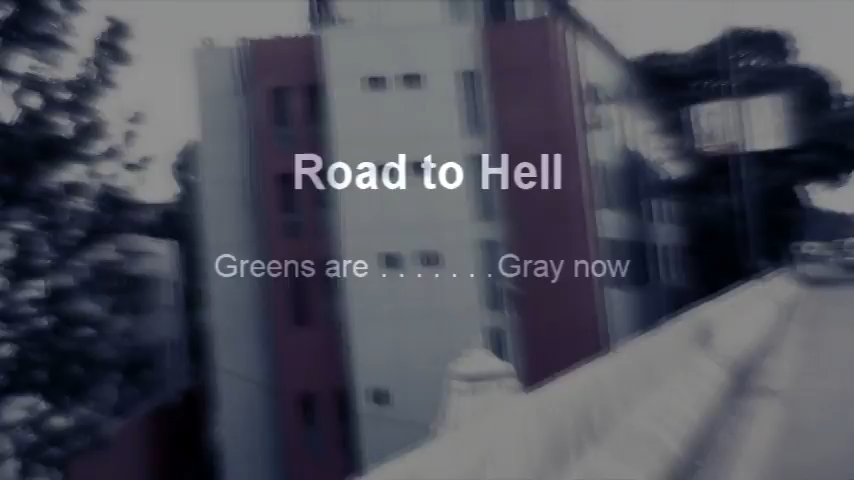 Road to Hell
Greens are . . . . . . . Gray now